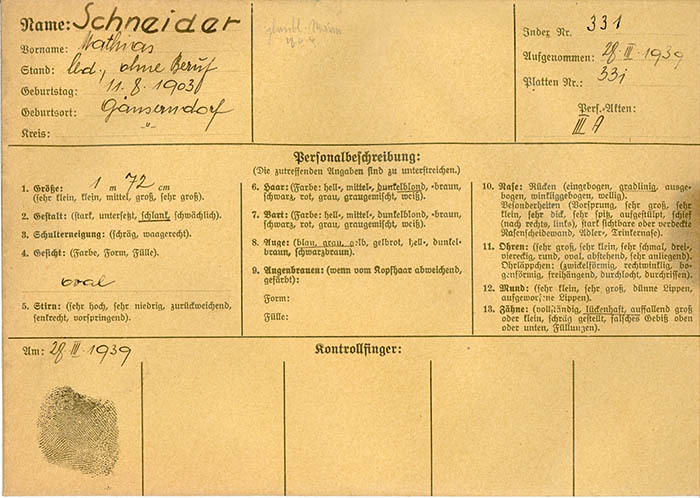 Name: Schneider
Vorname: Mathias
Stand: led., ohne Beruf
Geburtstag: 11.8.1903
Geburtsort: Gänserndorf
Kreis: "
Index Nr. 331
Aufgenommen: 28.III.1939
Platten Nr.: 331
Pers.-Akten:
III A
Personalbeschreibung:
(Die zutreffenden Angaben sind zu unterstreichen.)
1. Größe: 1 m 72 cm
(sehr klein, klein, mittel, groß, sehr groß).
2. Gestalt: (stark, untersetzt, schlank, schwächlich).
3. Schulterneigung: (schräg, waagerecht).
4. Gesicht: (Farbe, Form, Fülle).
oval
5. Stirn: (sehr hoch, sehr niedrig, zurückweichend,
senkrecht, vorspringend).
6. Haar: (Farbe: hell-, mittel-, dunkelblond, -braun,
schwarz, rot, grau, graugemischt, weiß).
7. Bart: (Farbe: hell-, mittel-, dunkelblond, -braun,
schwarz, rot, grau, graugemischt, weiß).
8. Auge: (blau, grau, gelb, gelbrot, hell-, dunkel-
braun, schwarzbraun).
9. Augenbrauen: (wenn vom Kopfhaar abweichend,
gefärbt):
Form:
Fülle:
10. Nase: Rücken (eingebogen, gradlinig, ausge-
bogen, winkliggebogen, wellig).
Besonderheiten (Vorsprung, sehr groß, sehr
klein, sehr dick, sehr spitz, aufgestülpt, schief
(nach rechts, links), stark sichtbare oder verdeckte
Nasenscheidewand, Adler-, Trinkernase).
11. Ohren: (sehr groß, sehr klein, sehr schmal, drei-,
viereckig, rund, oval, abstehend, sehr anliegend).
Ohrläppchen: (zwickelförmig, rechtwinklig, bo-
genförmig, freihängend, durchlocht, durchrissen).
12. Mund: (sehr klein, sehr groß, dünne Lippen,
aufgeworfene Lippen).
13. Zähne: (vollständig, lückenhaft, auffallend groß
oder klein, schräg gestellt, falsches Gebiß oben
oder unten, Füllungen).
Am: 28.III.1939
Kontrollfinger: